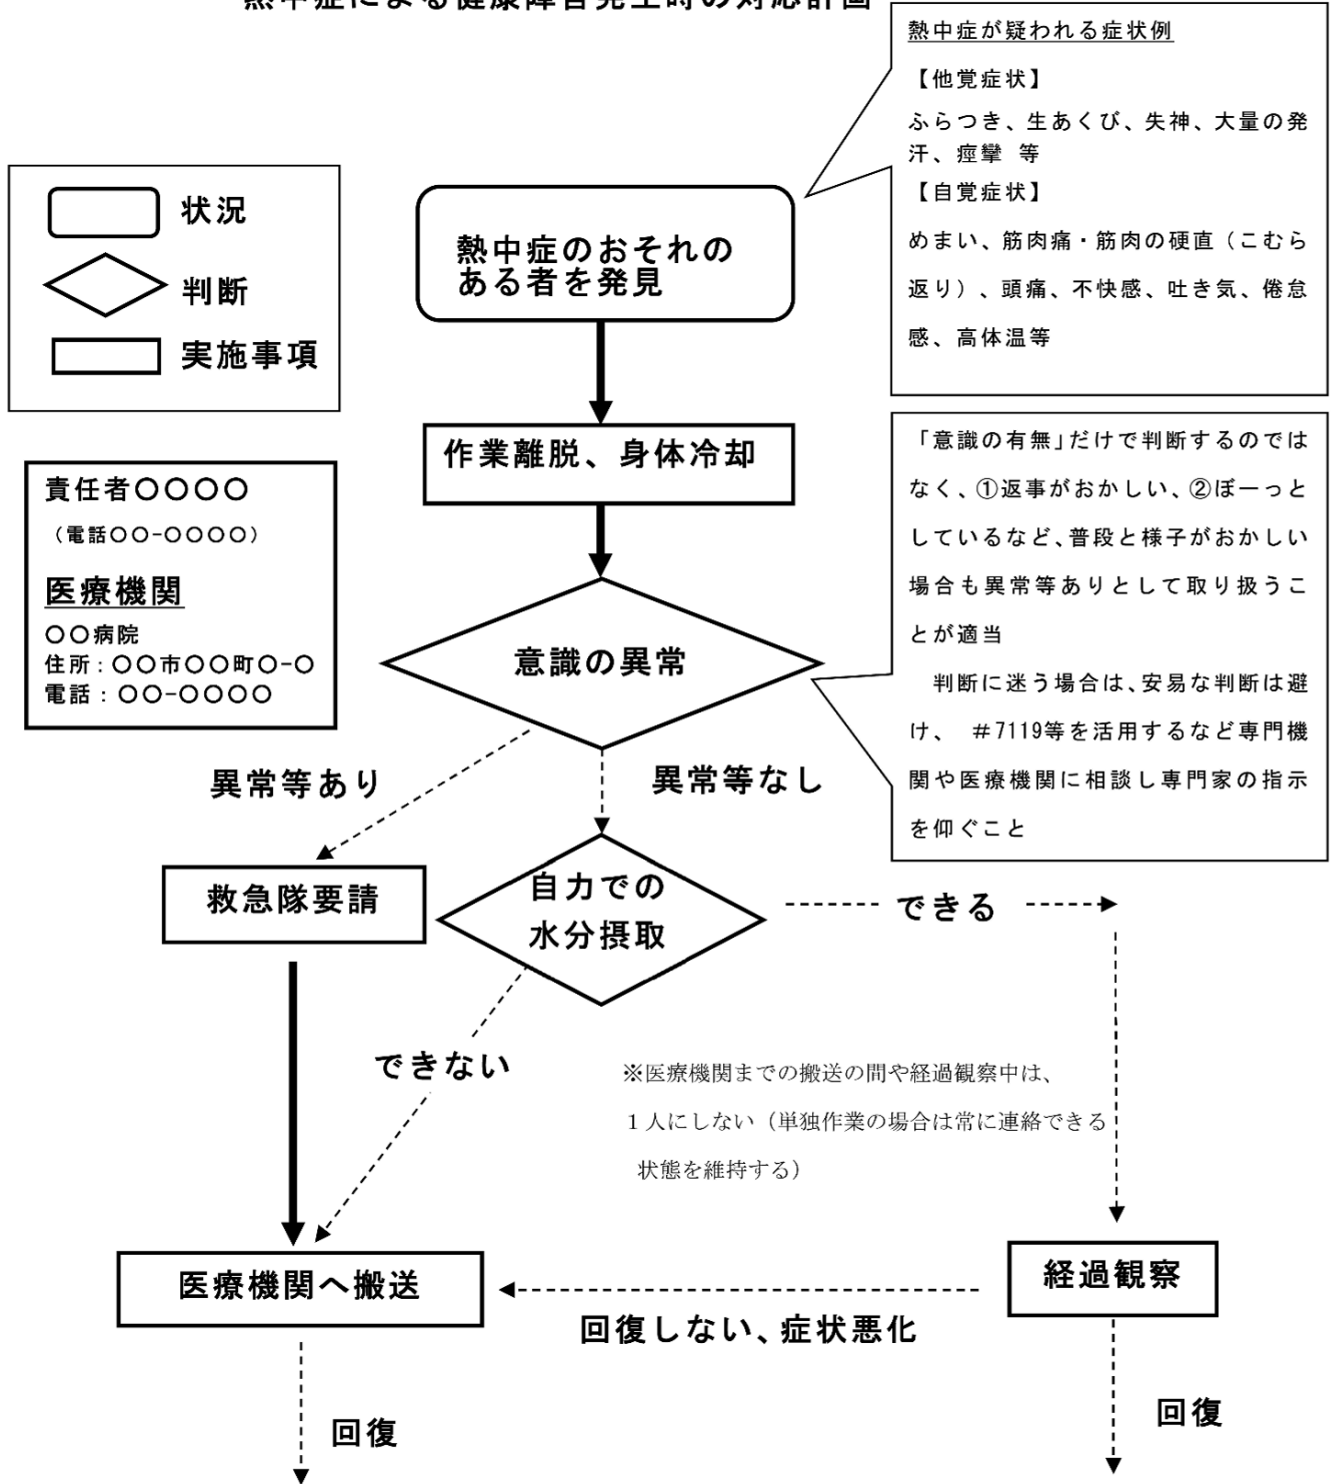 熱中症による健康障害発生時の対応計画
熱中症が疑われる症状例
【他覚症状】
ふらつき、生あくび、失神、大量の発
汗、痙攣 等
【自覚症状】
めまい、筋肉痛・筋肉の硬直（こむら
返り）、頭痛、不快感、吐き気、倦怠
感、高体温等
状況
判断
実施事項
熱中症のおそれの
ある者を発見
作業離脱、身体冷却
責任者〇〇〇〇
（電話〇〇-〇〇〇〇）
医療機関
〇〇病院
住所：〇〇市〇〇町〇-〇
電話：〇〇-〇〇〇〇
「意識の有無」だけで判断するのでは
なく、①返事がおかしい、②ぼーっと
しているなど、普段と様子がおかしい
場合も異常等ありとして取り扱うこ
とが適当
判断に迷う場合は、安易な判断は避
け、 ＃7119等を活用するなど専門機
関や医療機関に相談し専門家の指示
を仰ぐこと
意識の異常
異常等あり
異常等なし
救急隊要請
自力での
水分摂取
できる
できない
※医療機関までの搬送の間や経過観察中は、
１人にしない（単独作業の場合は常に連絡できる
状態を維持する）
医療機関へ搬送
経過観察
回復しない、症状悪化
回復
回復